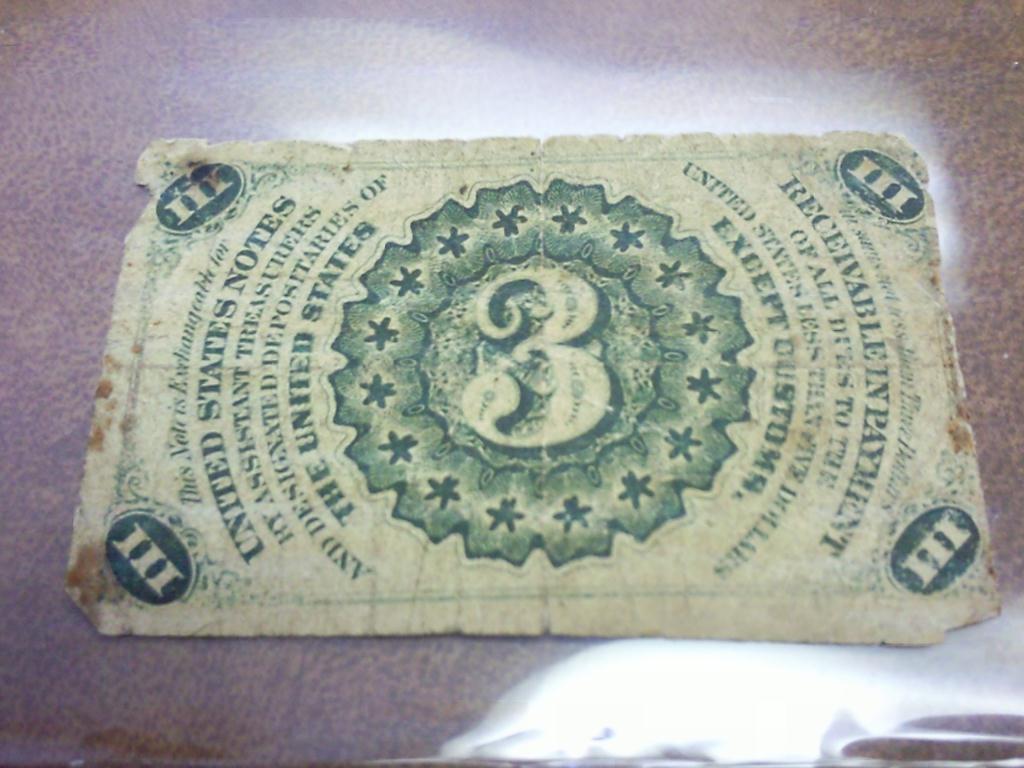 III
III
This Note is Exchangeable for
UNITED STATES NOTES
BY ASSISTANT TREASURERS
AND DESIGNATED DEPOSITARIES OF
THE UNITED STATES
3
RECEIVABLE IN PAYMENT
OF ALL DUES TO THE
UNITED STATES LESS THAN FIVE DOLLARS
EXCEPT CUSTOMS.
III
III